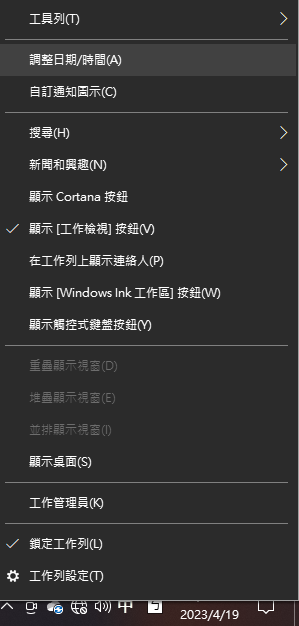 工具列(T)
調整日期/時間(A)
自訂通知圖示(C)
搜尋(H)
新聞和興趣(N)
顯示 Cortana 按鈕
顯示 [工作檢視] 按鈕(V)
在工作列上顯示連絡人(P)
顯示 [Windows Ink 工作區] 按鈕(W)
顯示觸控式鍵盤按鈕(Y)
重疊顯示視窗(D)
堆疊顯示視窗(E)
並排顯示視窗(I)
顯示桌面(S)
工作管理員(K)
鎖定工作列(L)
工作列設定(T)
中
2023/4/19